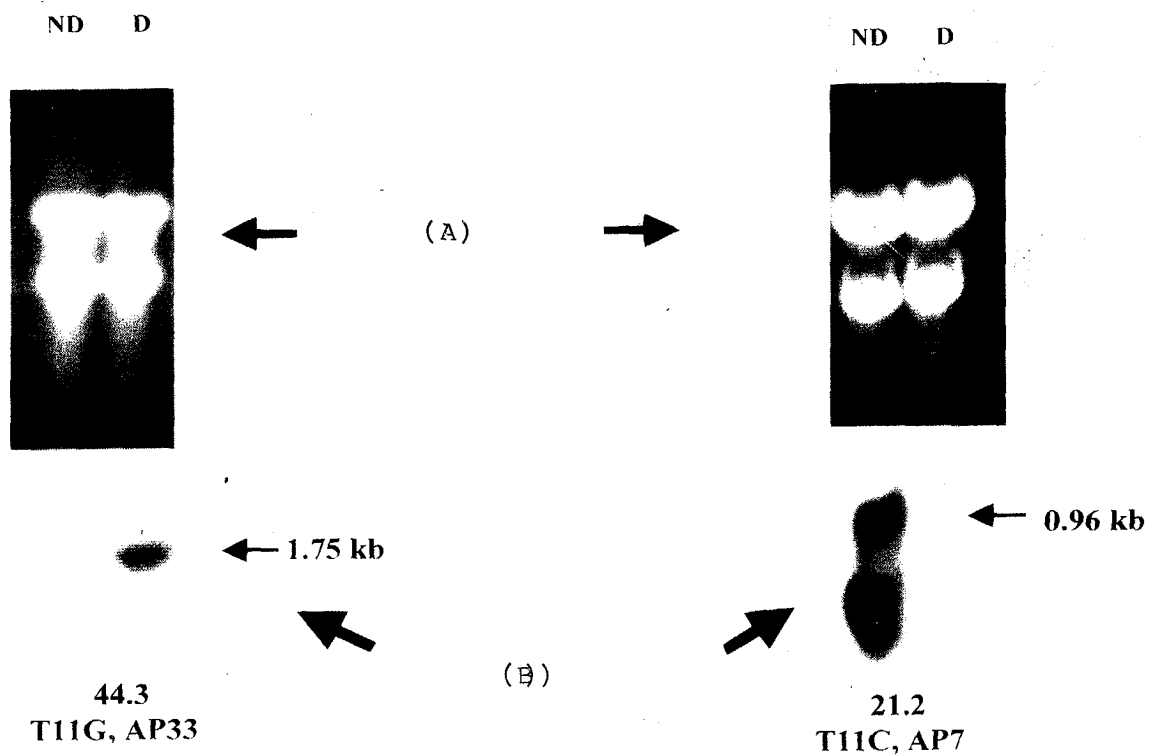 ND D
ND D
(A)
0.96 kb
1.75 kb
(B)
44.3
T11G, AP33
21.2
T11C, AP7